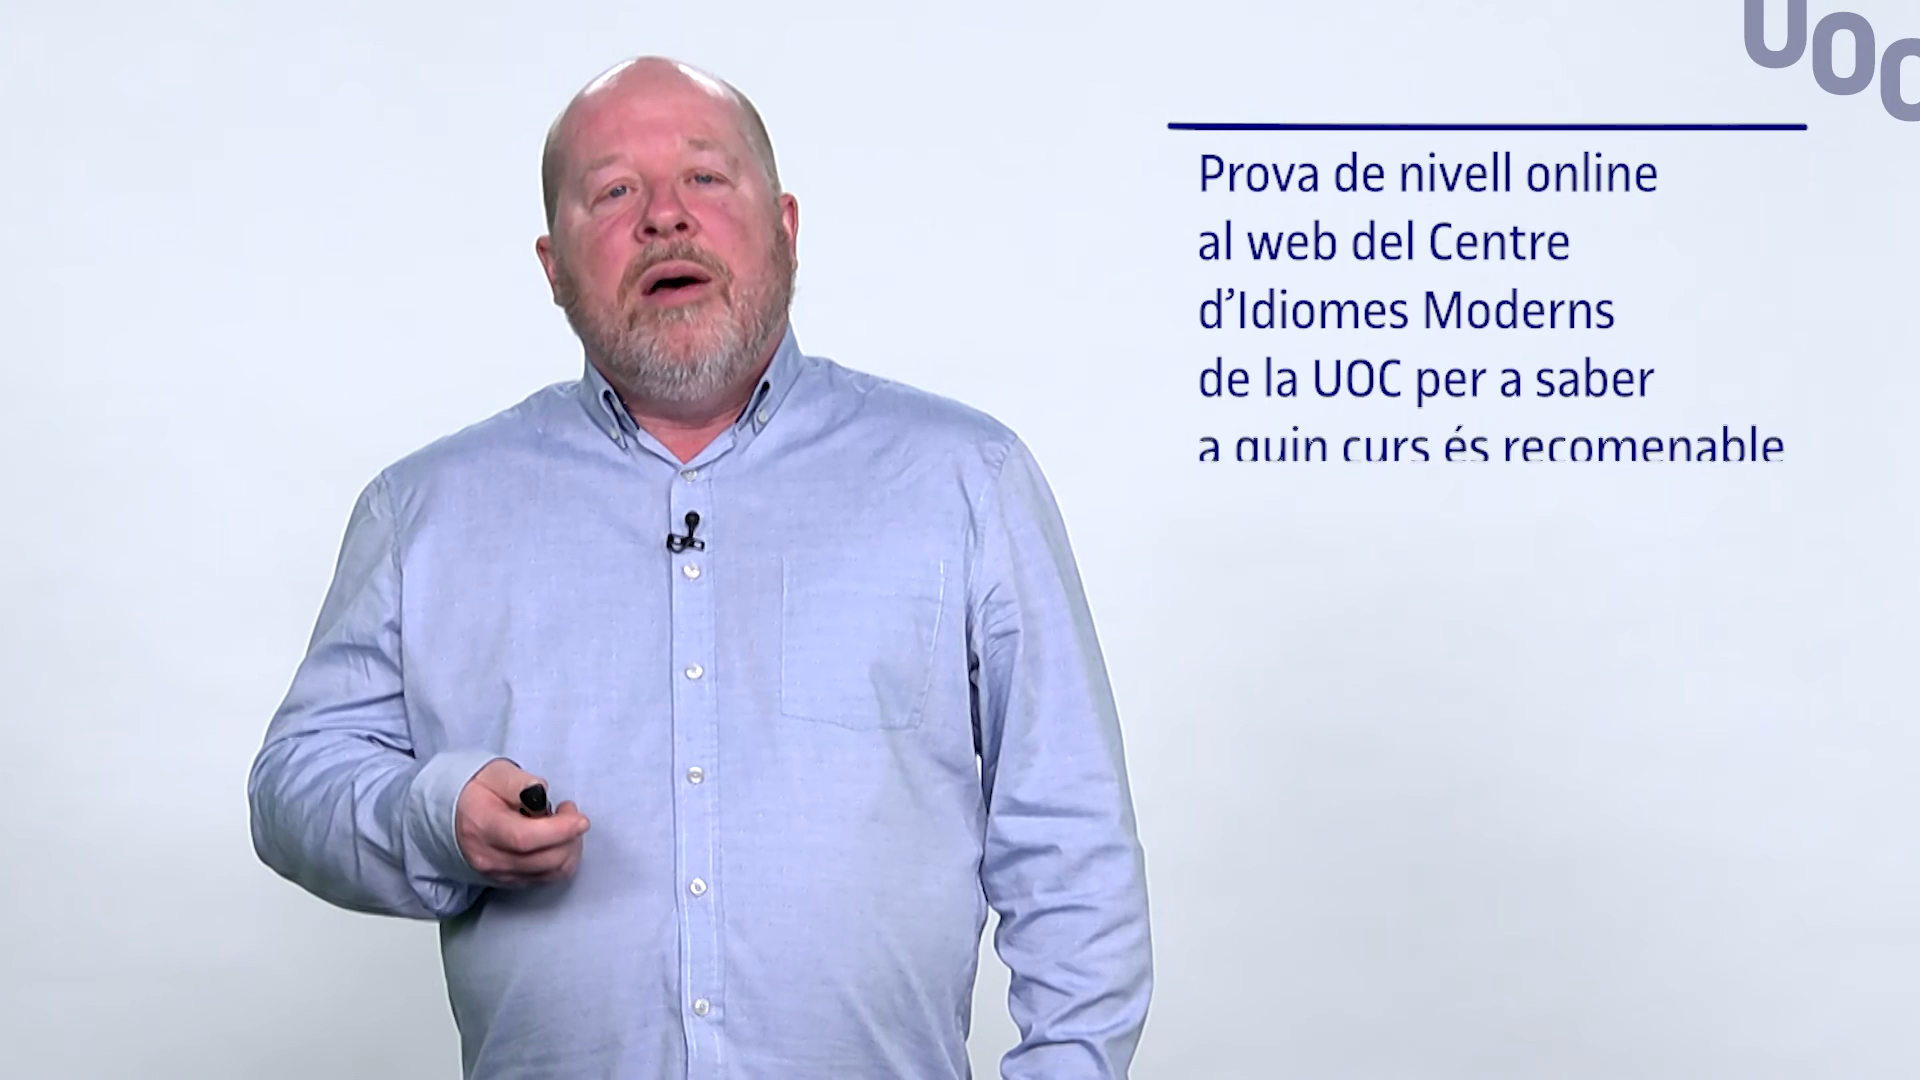 UOC
Prova de nivell online
al web del Centre
d’Idiomes Moderns
de la UOC per a saber
a quin curs és recomenable